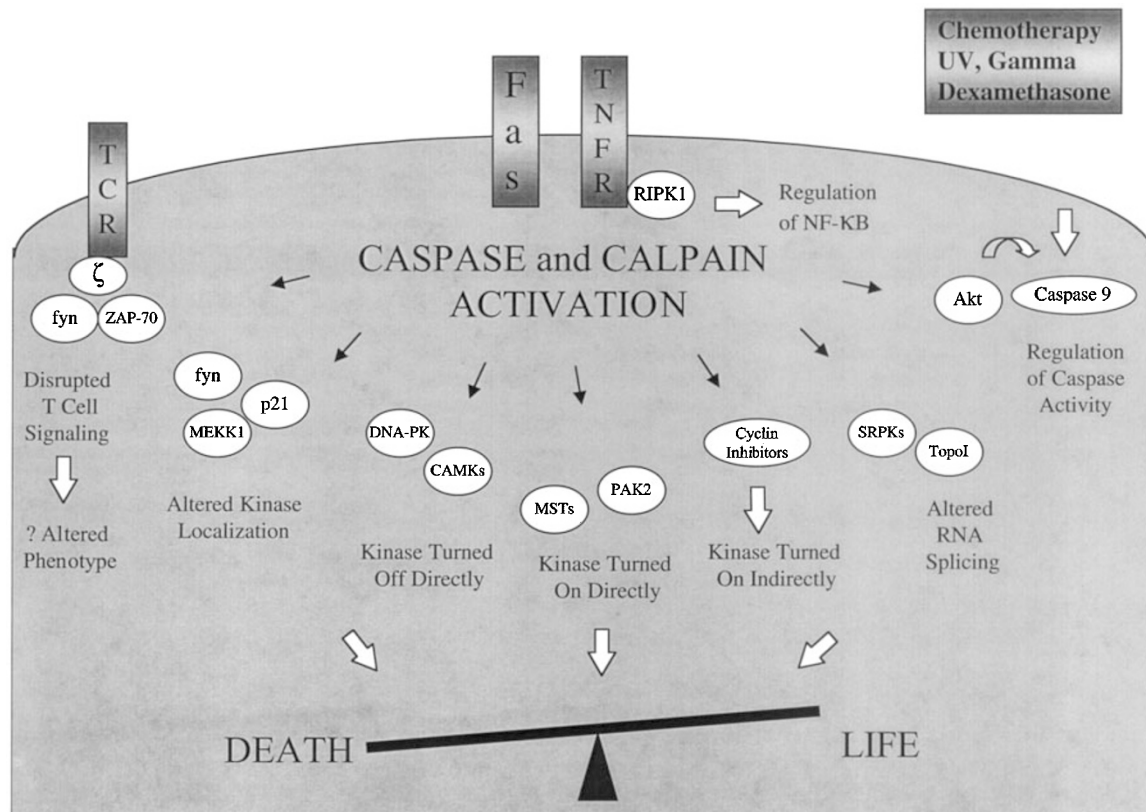 Chemotherapy
UV, Gamma
Dexamethasone
Fas
TNFR
TCR
RIPK1
Regulation
of NF-KB
CASPASE and CALPAIN
ACTIVATION
ζ
fyn
ZAP-70
Akt
Caspase 9
Regulation
of Caspase
Activity
Disrupted
T Cell
Signaling
? Altered
Phenotype
fyn
p21
MEKK1
Altered Kinase
Localization
DNA-PK
CAMKs
Kinase Turned
Off Directly
MSTs
PAK2
Kinase Turned
On Directly
Cyclin
Inhibitors
Kinase Turned
On Indirectly
SRPKs
TopoI
Altered
RNA
Splicing
DEATH
LIFE